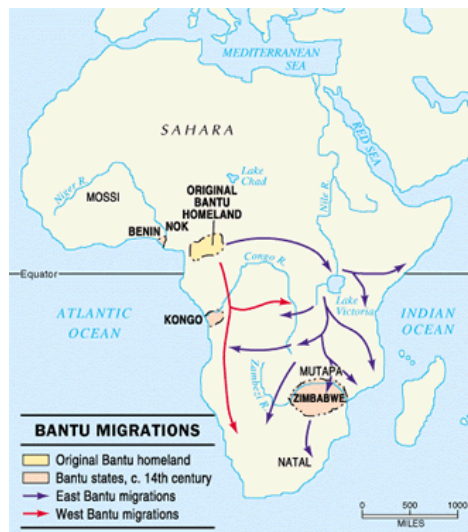 MEDITERRANEAN
SEA
RED SEA
SAHARA
Lake
Chad
Nile R.
Niger R.
MOSSI
ORIGINAL
BANTU
HOMELAND
NOK
BENIN
Equator
Congo R.
ATLANTIC
OCEAN
KONGO
Lake
Victoria
INDIAN
OCEAN
MUTAPA
Zambezi R.
ZIMBABWE
NATAL
BANTU MIGRATIONS
Original Bantu homeland
Bantu states, c. 14th century
East Bantu migrations
West Bantu migrations
0 1000
MILES